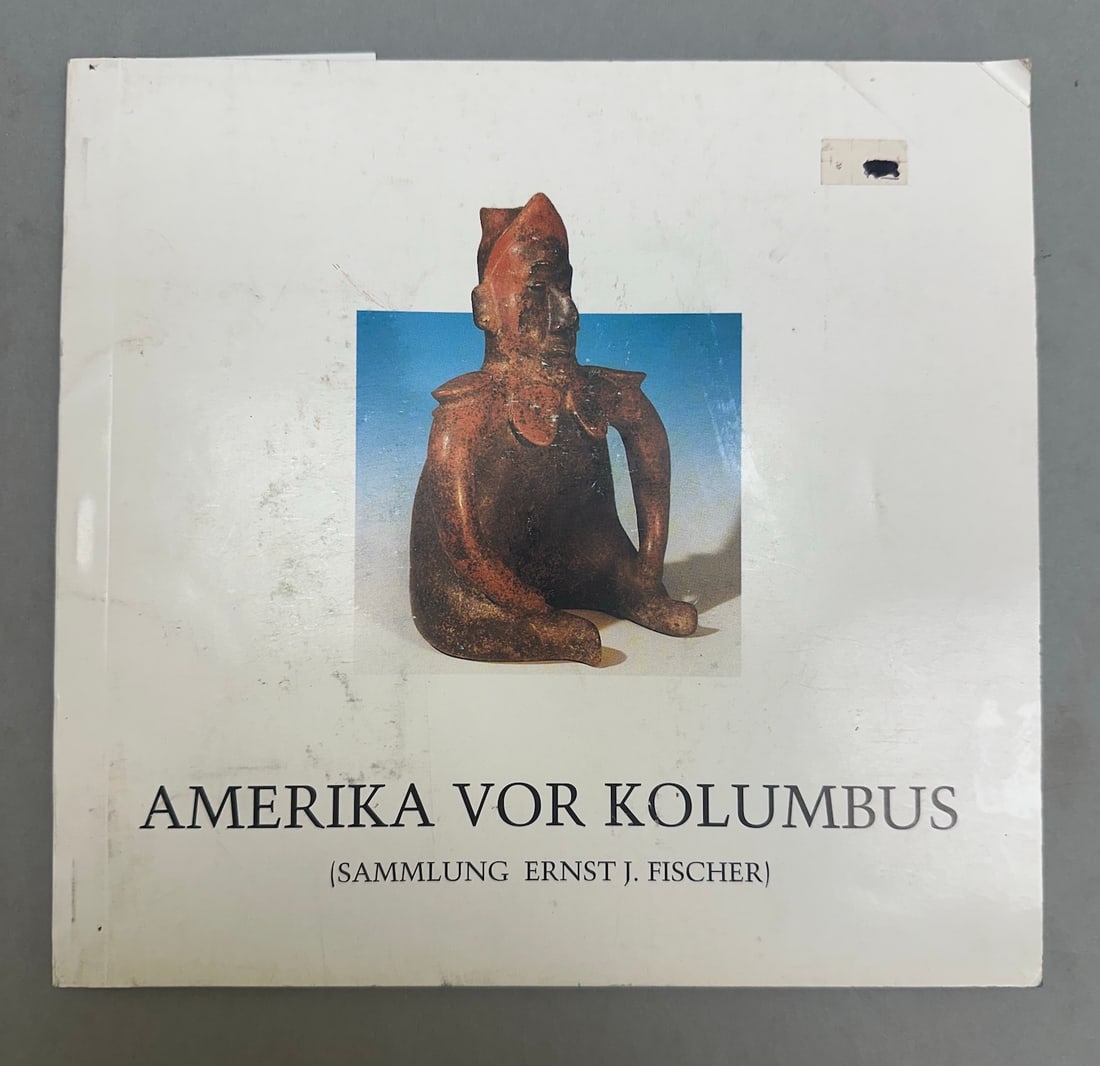 AMERIKA VOR KOLUMBUS
(SAMMLUNG ERNST J. FISCHER)